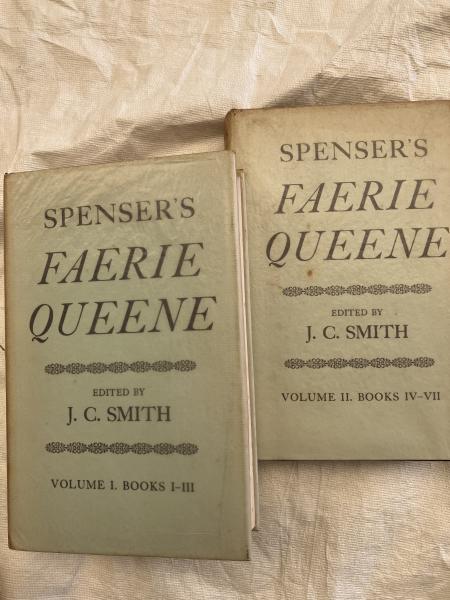 SPENSER'S
FAERIE
QUEENE
EDITED BY
J. C. SMITH
VOLUME I. BOOKS I–III
SPENSER'S
FAERIE
QUEENE
EDITED BY
J. C. SMITH
VOLUME II. BOOKS IV–VII